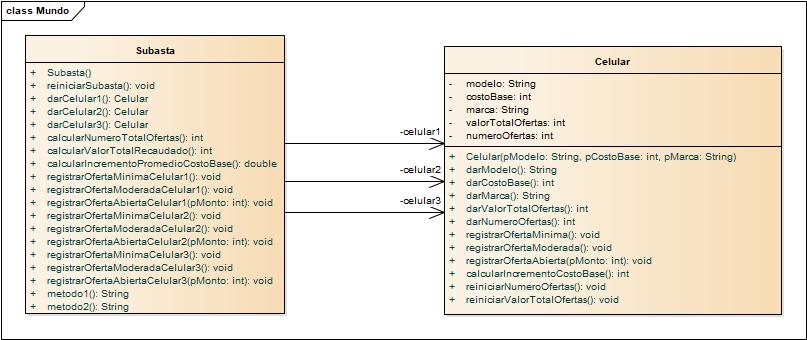 class Mundo
Subasta
+ Subasta()
+ reiniciarSubasta(): void
+ darCelular1(): Celular
+ darCelular2(): Celular
+ darCelular3(): Celular
+ calcularNumeroTotalOfertas(): int
+ calcularValorTotalRecaudado(): int
+ calcularIncrementoPromedioCostoBase(): double
+ registrarOfertaMinimaCelular1(): void
+ registrarOfertaModeradaCelular1(): void
+ registrarOfertaAbiertaCelular1(pMonto: int): void
+ registrarOfertaMinimaCelular2(): void
+ registrarOfertaModeradaCelular2(): void
+ registrarOfertaAbiertaCelular2(pMonto: int): void
+ registrarOfertaMinimaCelular3(): void
+ registrarOfertaModeradaCelular3(): void
+ registrarOfertaAbiertaCelular3(pMonto: int): void
+ metodo1(): String
+ metodo2(): String
-celular1
-celular2
-celular3
Celular
- modelo: String
- costoBase: int
- marca: String
- valorTotalOfertas: int
- numeroOfertas: int
+ Celular(pModelo: String, pCostoBase: int, pMarca: String)
+ darModelo(): String
+ darCostoBase(): int
+ darMarca(): String
+ darValorTotalOfertas(): int
+ darNumeroOfertas(): int
+ registrarOfertaMinima(): void
+ registrarOfertaModerada(): void
+ registrarOfertaAbierta(pMonto: int): void
+ calcularIncrementoCostoBase(): int
+ reiniciarNumeroOfertas(): void
+ reiniciarValorTotalOfertas(): void